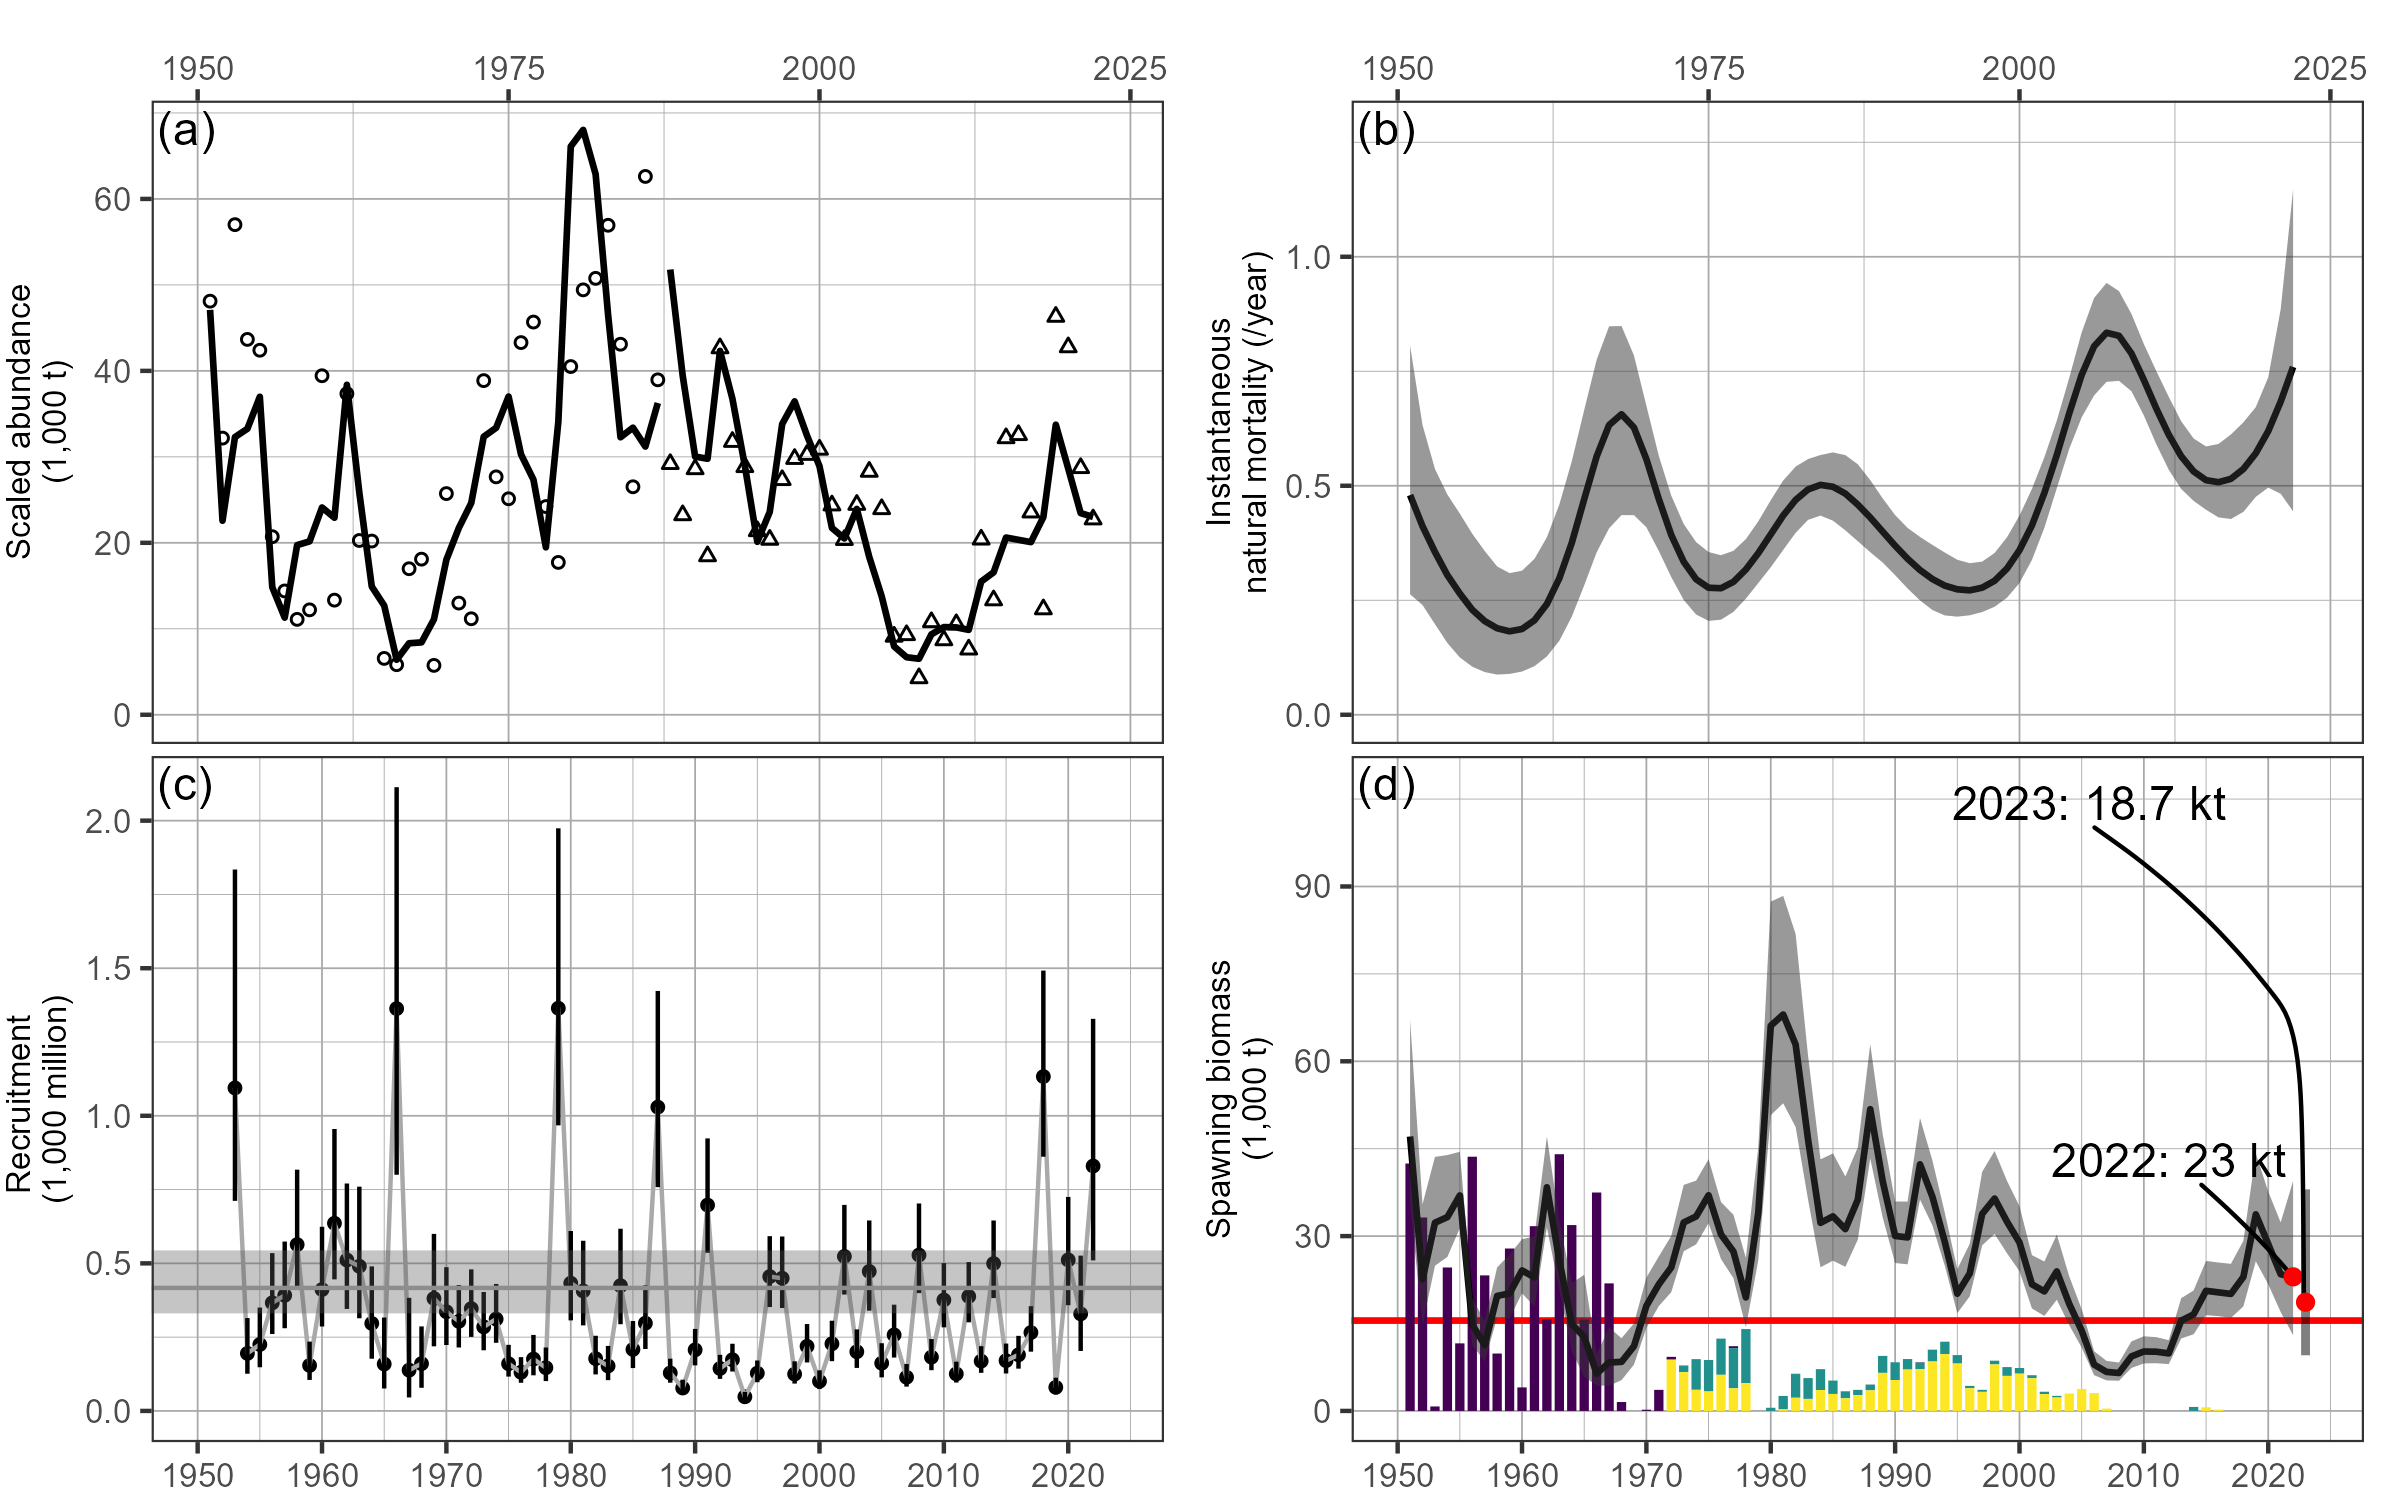 1950 1975 2000 2025
1950 1975 2000 2025
(a)
Scaled abundance
(1,000 t)
60
40
20
0
(b)
Instantaneous
natural mortality (/year)
1.0
0.5
0.0
(c)
Recruitment
(1,000 million)
2.0
1.5
1.0
0.5
0.0
1950 1960 1970 1980 1990 2000 2010 2020
(d)
Spawning biomass
(1,000 t)
90
60
30
0
2023: 18.7 kt
2022: 23 kt
1950 1960 1970 1980 1990 2000 2010 2020